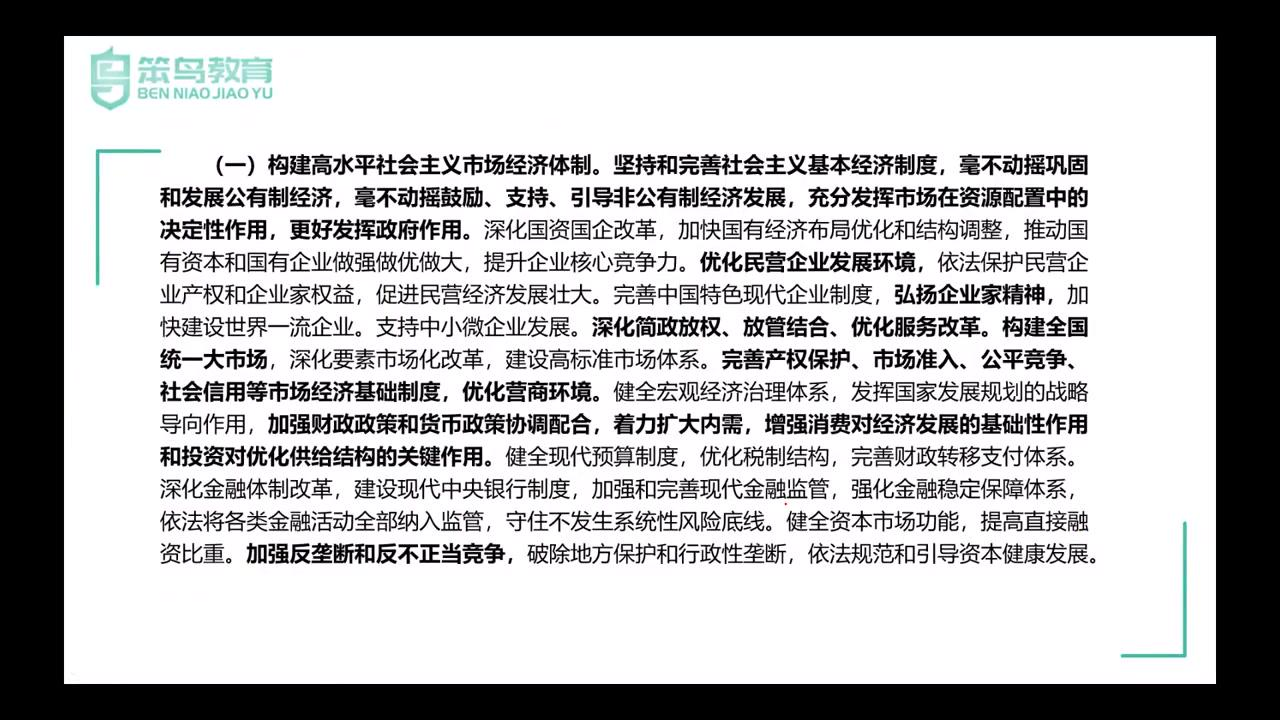 笨鸟教育
BEN NIAO JIAO YU
（一）构建高水平社会主义市场经济体制。坚持和完善社会主义基本经济制度，毫不动摇巩固
和发展公有制经济，毫不动摇鼓励、支持、引导非公有制经济发展，充分发挥市场在资源配置中的
决定性作用，更好发挥政府作用。深化国资国企改革，加快国有经济布局优化和结构调整，推动国
有资本和国有企业做强做优做大，提升企业核心竞争力。优化民营企业发展环境，依法保护民营企
业产权和企业家权益，促进民营经济发展壮大。完善中国特色现代企业制度，弘扬企业家精神，加
快建设世界一流企业。支持中小微企业发展。深化简政放权、放管结合、优化服务改革。构建全国
统一大市场，深化要素市场化改革，建设高标准市场体系。完善产权保护、市场准入、公平竞争、
社会信用等市场经济基础制度，优化营商环境。健全宏观经济治理体系，发挥国家发展规划的战略
导向作用，加强财政政策和货币政策协调配合，着力扩大内需，增强消费对经济发展的基础性作用
和投资对优化供给结构的关键作用。健全现代预算制度，优化税制结构，完善财政转移支付体系。
深化金融体制改革，建设现代中央银行制度，加强和完善现代金融监管，强化金融稳定保障体系，
依法将各类金融活动全部纳入监管，守住不发生系统性风险底线。健全资本市场功能，提高直接融
资比重。加强反垄断和反不正当竞争，破除地方保护和行政性垄断，依法规范和引导资本健康发展。